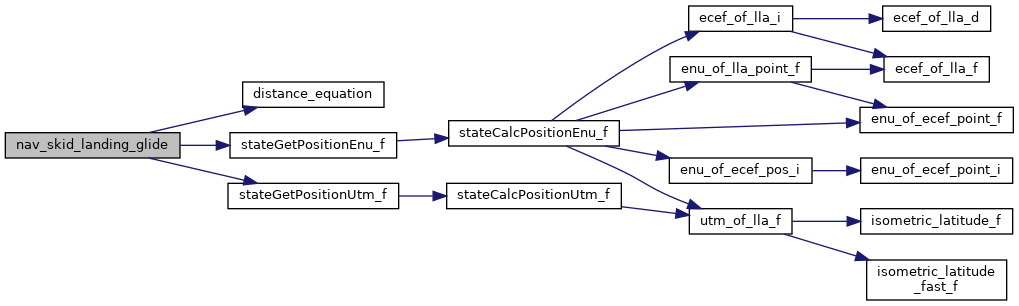 nav_skid_landing_glide
distance_equation
stateGetPositionEnu_f
stateGetPositionUtm_f
stateCalcPositionEnu_f
stateCalcPositionUtm_f
ecef_of_lla_i
enu_of_lla_point_f
enu_of_ecef_pos_i
utm_of_lla_f
ecef_of_lla_d
ecef_of_lla_f
enu_of_ecef_point_f
enu_of_ecef_point_i
isometric_latitude_f
isometric_latitude
_fast_f